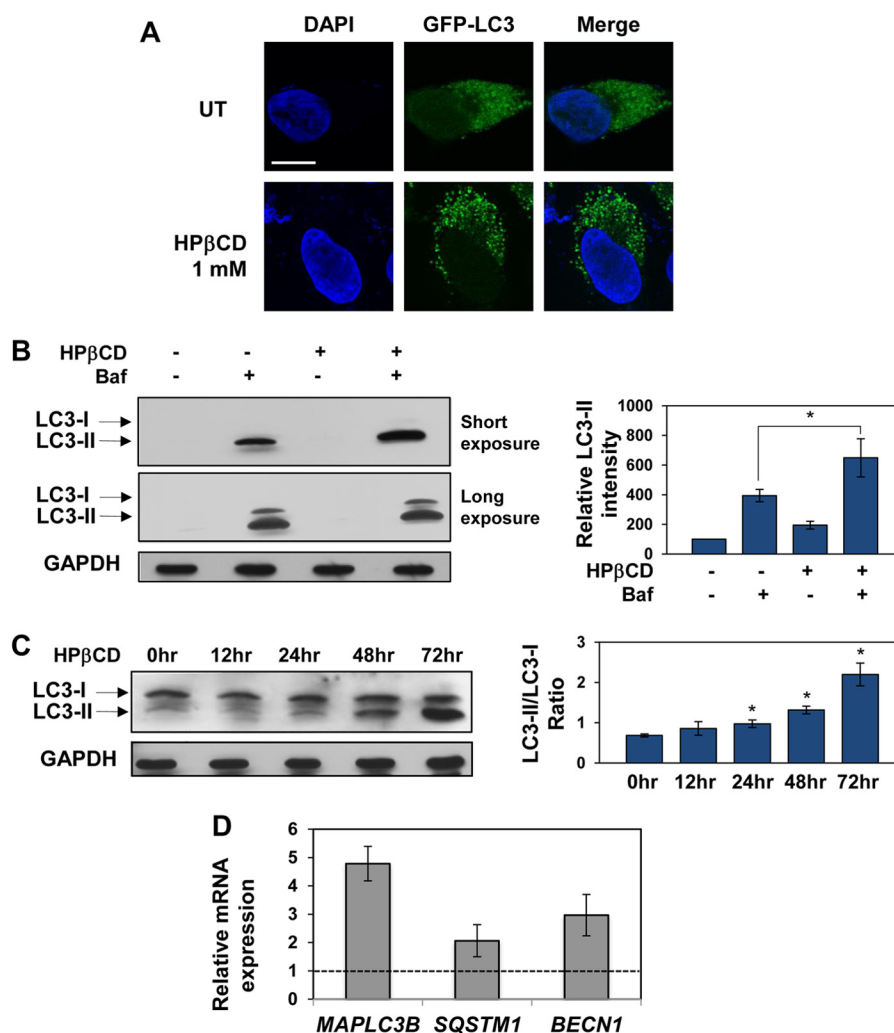 A
DAPI GFP-LC3 Merge
UT
HPβCD
1 mM
B
HPβCD - - + +
Baf - + - +
LC3-I
LC3-II
Short
exposure
LC3-I
LC3-II
Long
exposure
GAPDH
Relative LC3-II
intensity
1000
800
600
400
200
0
*
HPβCD - - + +
Baf - + - +
C
HPβCD 0hr 12hr 24hr 48hr 72hr
LC3-I
LC3-II
GAPDH
LC3-II/LC3-I
Ratio
3
2
1
0
* * *
0hr 12hr 24hr 48hr 72hr
D
Relative mRNA
expression
6
5
4
3
2
1
0
MAPLC3B SQSTM1 BECN1